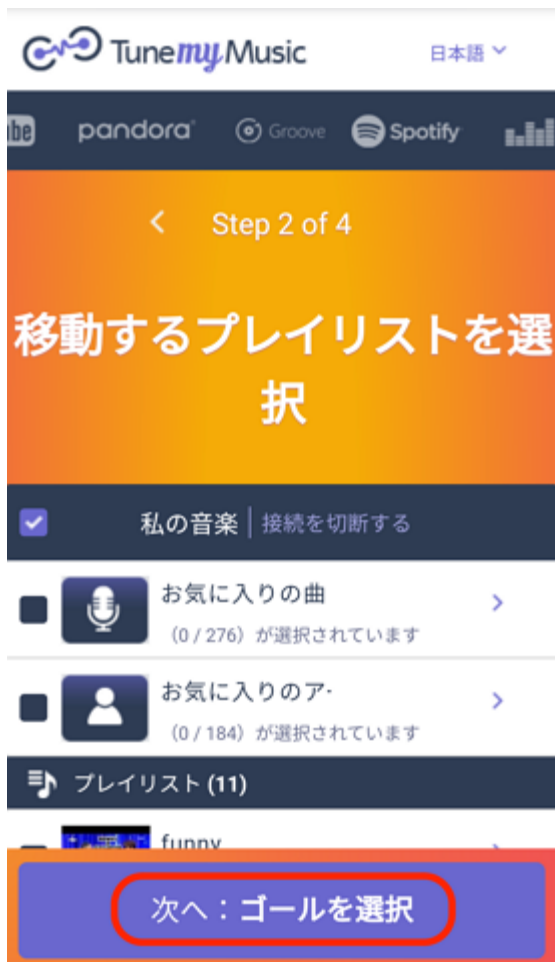 TunemyMusic 日本語
pandora Groove Spotify
Step 2 of 4
移動するプレイリストを選
択
私の音楽 | 接続を切断する
お気に入りの曲
(0 / 276) が選択されています
お気に入りのア
(0 / 184) が選択されています
プレイリスト (11)
funny
次へ：ゴールを選択